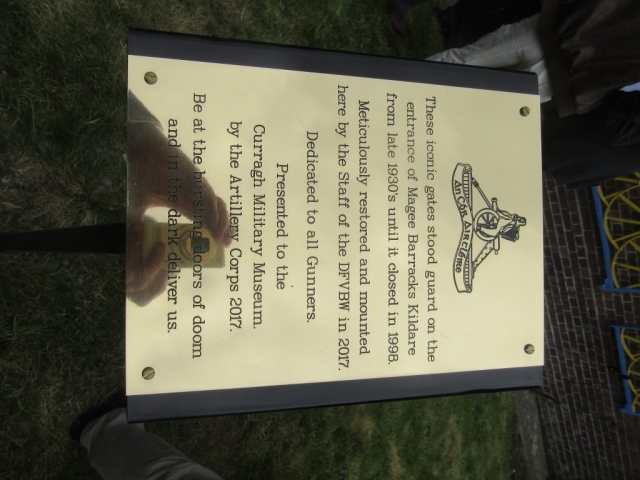 An Cór Airtléire
These iconic gates stood guard on the
entrance of Magee Barracks Kildare
from late 1930's until it closed in 1998.
Meticulously restored and mounted
here by the Staff of the DFVBW in 2017.
Dedicated to all Gunners.
Presented to the
Curragh Military Museum.
by the Artillery Corps 2017.
Be at the bursting doors of doom
and in the dark deliver us.